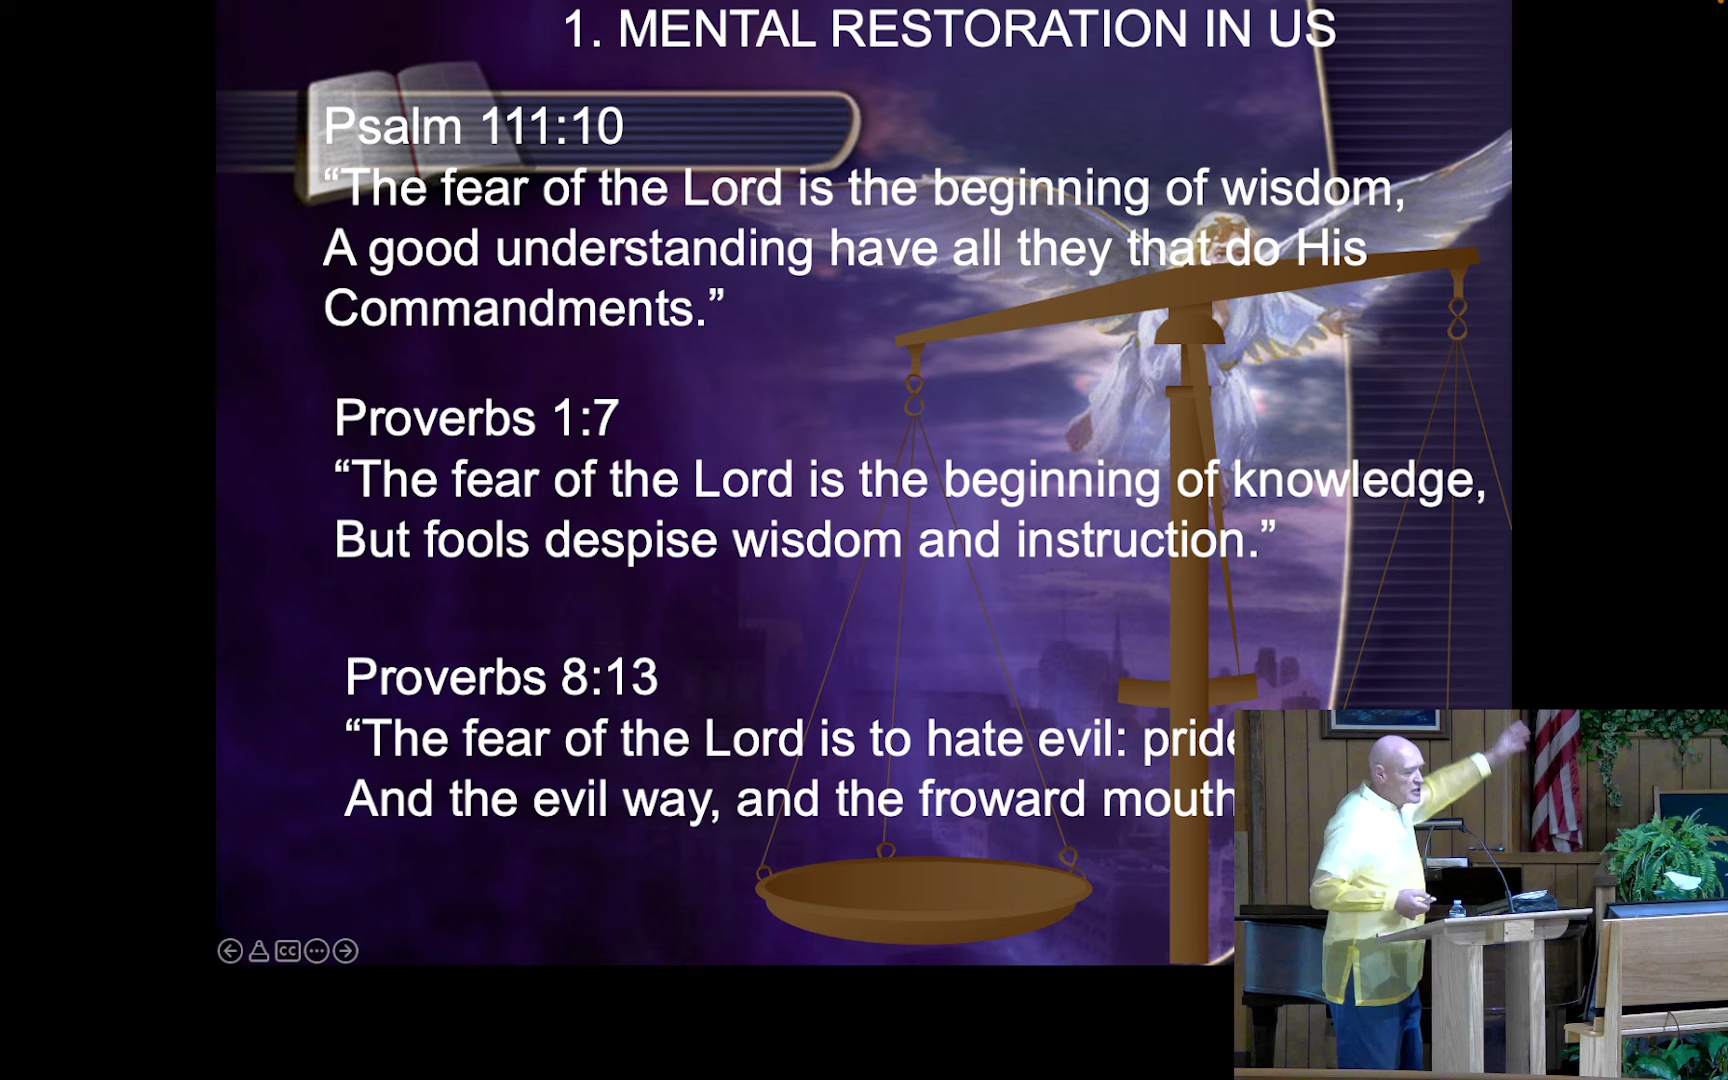 1. MENTAL RESTORATION IN US
Psalm 111:10
“The fear of the Lord is the beginning of wisdom,
A good understanding have all they that do His
Commandments.”
Proverbs 1:7
“The fear of the Lord is the beginning of knowledge,
But fools despise wisdom and instruction.”
Proverbs 8:13
“The fear of the Lord is to hate evil: pride
And the evil way, and the froward mouth
CC